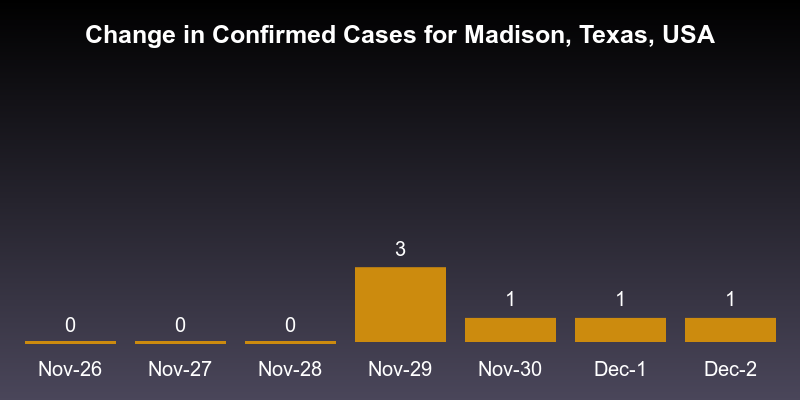 Change in Confirmed Cases for Madison, Texas, USA
3
1 1 1
0 0 0
Nov-26 Nov-27 Nov-28 Nov-29 Nov-30 Dec-1 Dec-2